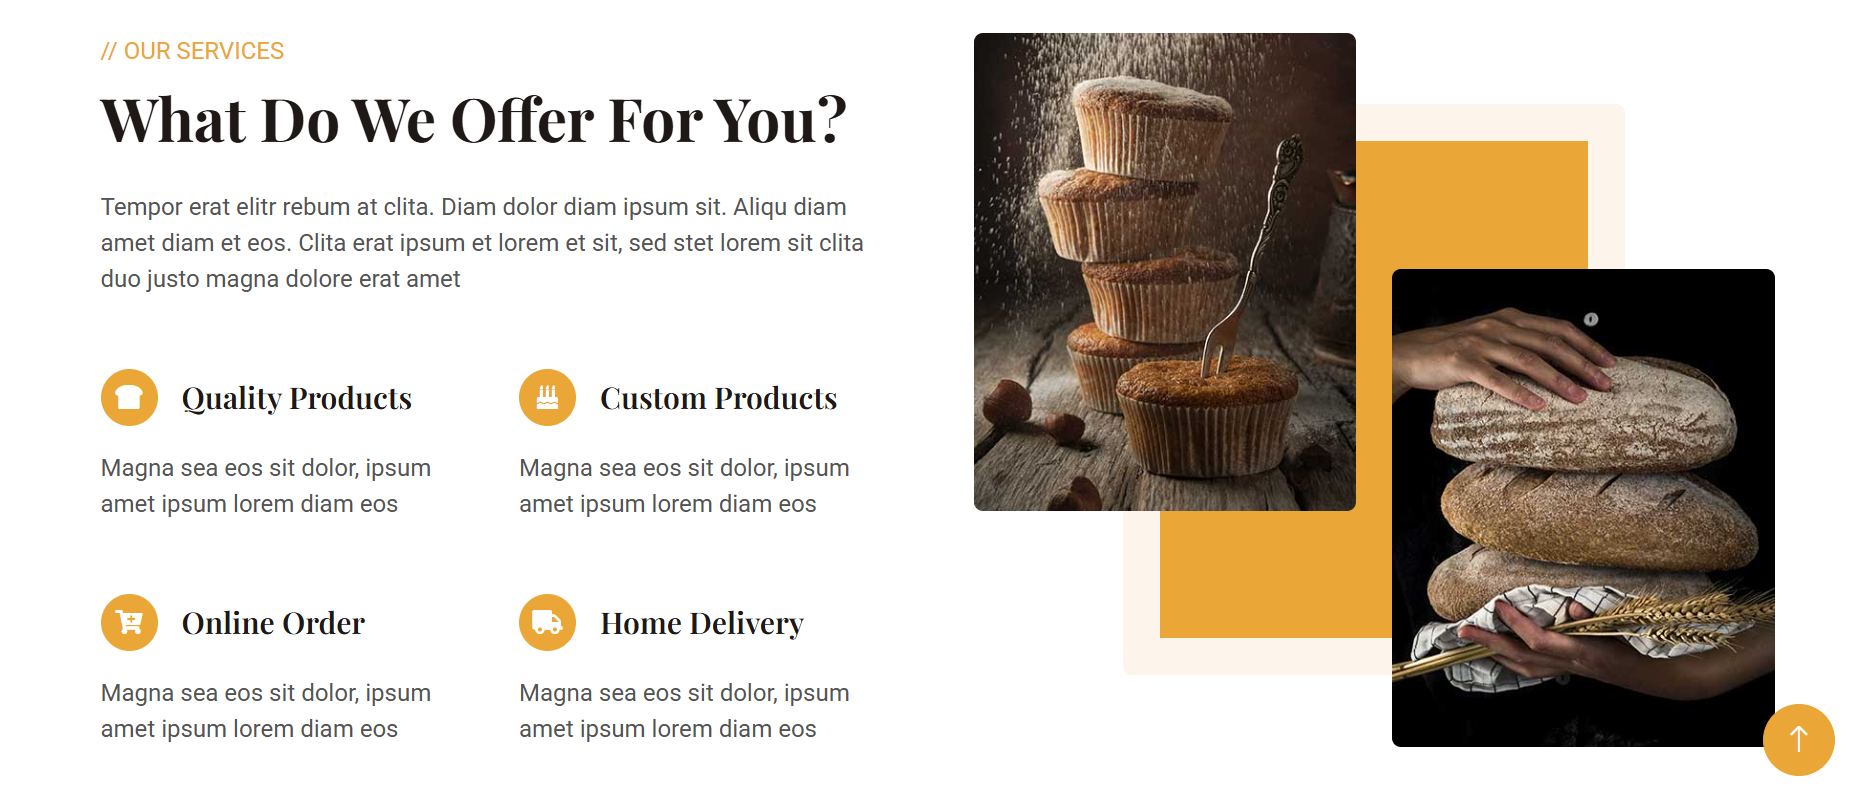 // OUR SERVICES
What Do We Offer For You?
Tempor erat elitr rebum at clita. Diam dolor diam ipsum sit. Aliqu diam
amet diam et eos. Clita erat ipsum et lorem et sit, sed stet lorem sit clita
duo justo magna dolore erat amet
Quality Products
Magna sea eos sit dolor, ipsum
amet ipsum lorem diam eos
Custom Products
Magna sea eos sit dolor, ipsum
amet ipsum lorem diam eos
Online Order
Magna sea eos sit dolor, ipsum
amet ipsum lorem diam eos
Home Delivery
Magna sea eos sit dolor, ipsum
amet ipsum lorem diam eos